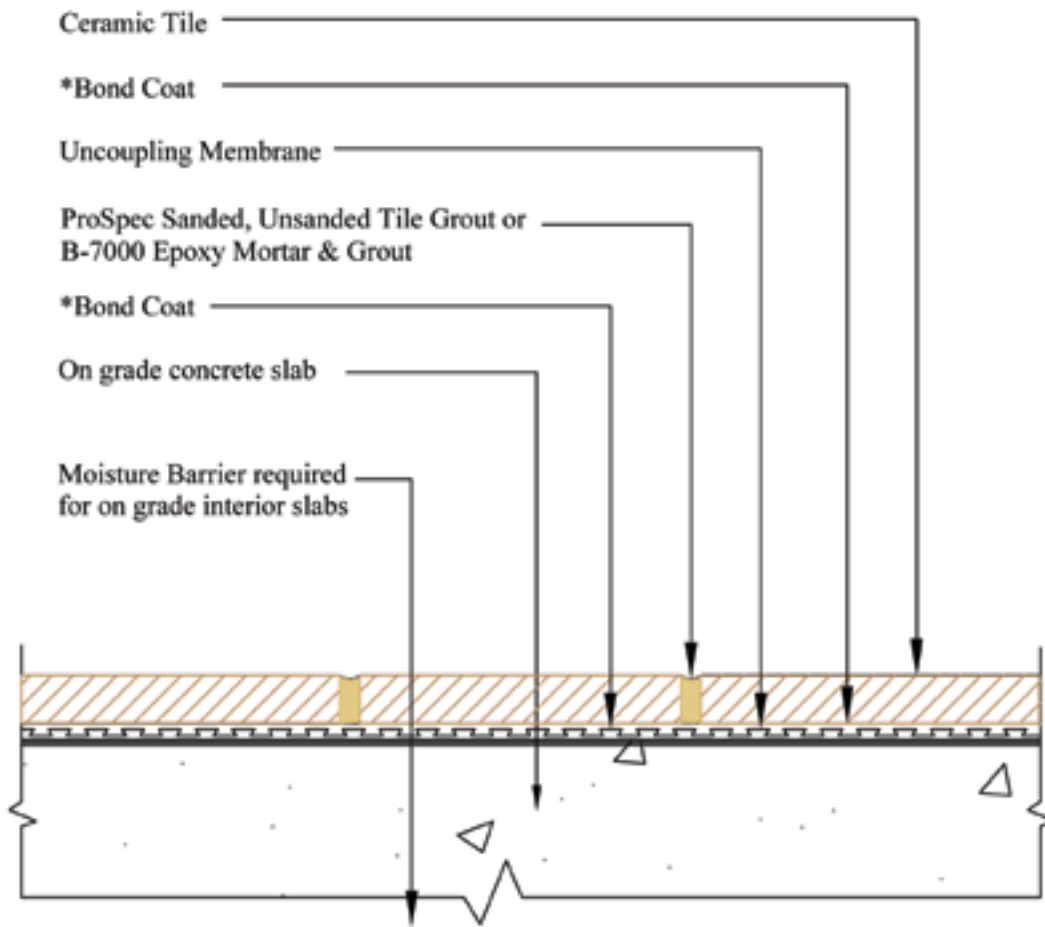 Ceramic Tile
*Bond Coat
Uncoupling Membrane
ProSpec Sanded, Unsanded Tile Grout or
B-7000 Epoxy Mortar & Grout
*Bond Coat
On grade concrete slab
Moisture Barrier required
for on grade interior slabs